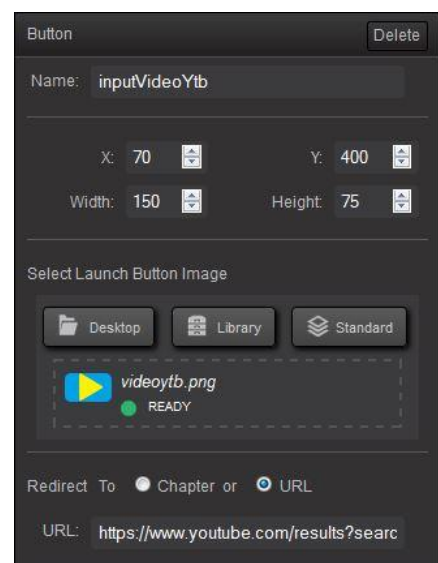 Button Delete
Name: inputVideoYtb
X: 70 Y: 400
Width: 150 Height: 75
Select Launch Button Image
Desktop Library Standard
videoytb.png
READY
Redirect To Chapter or URL
URL: https://www.youtube.com/results?searc